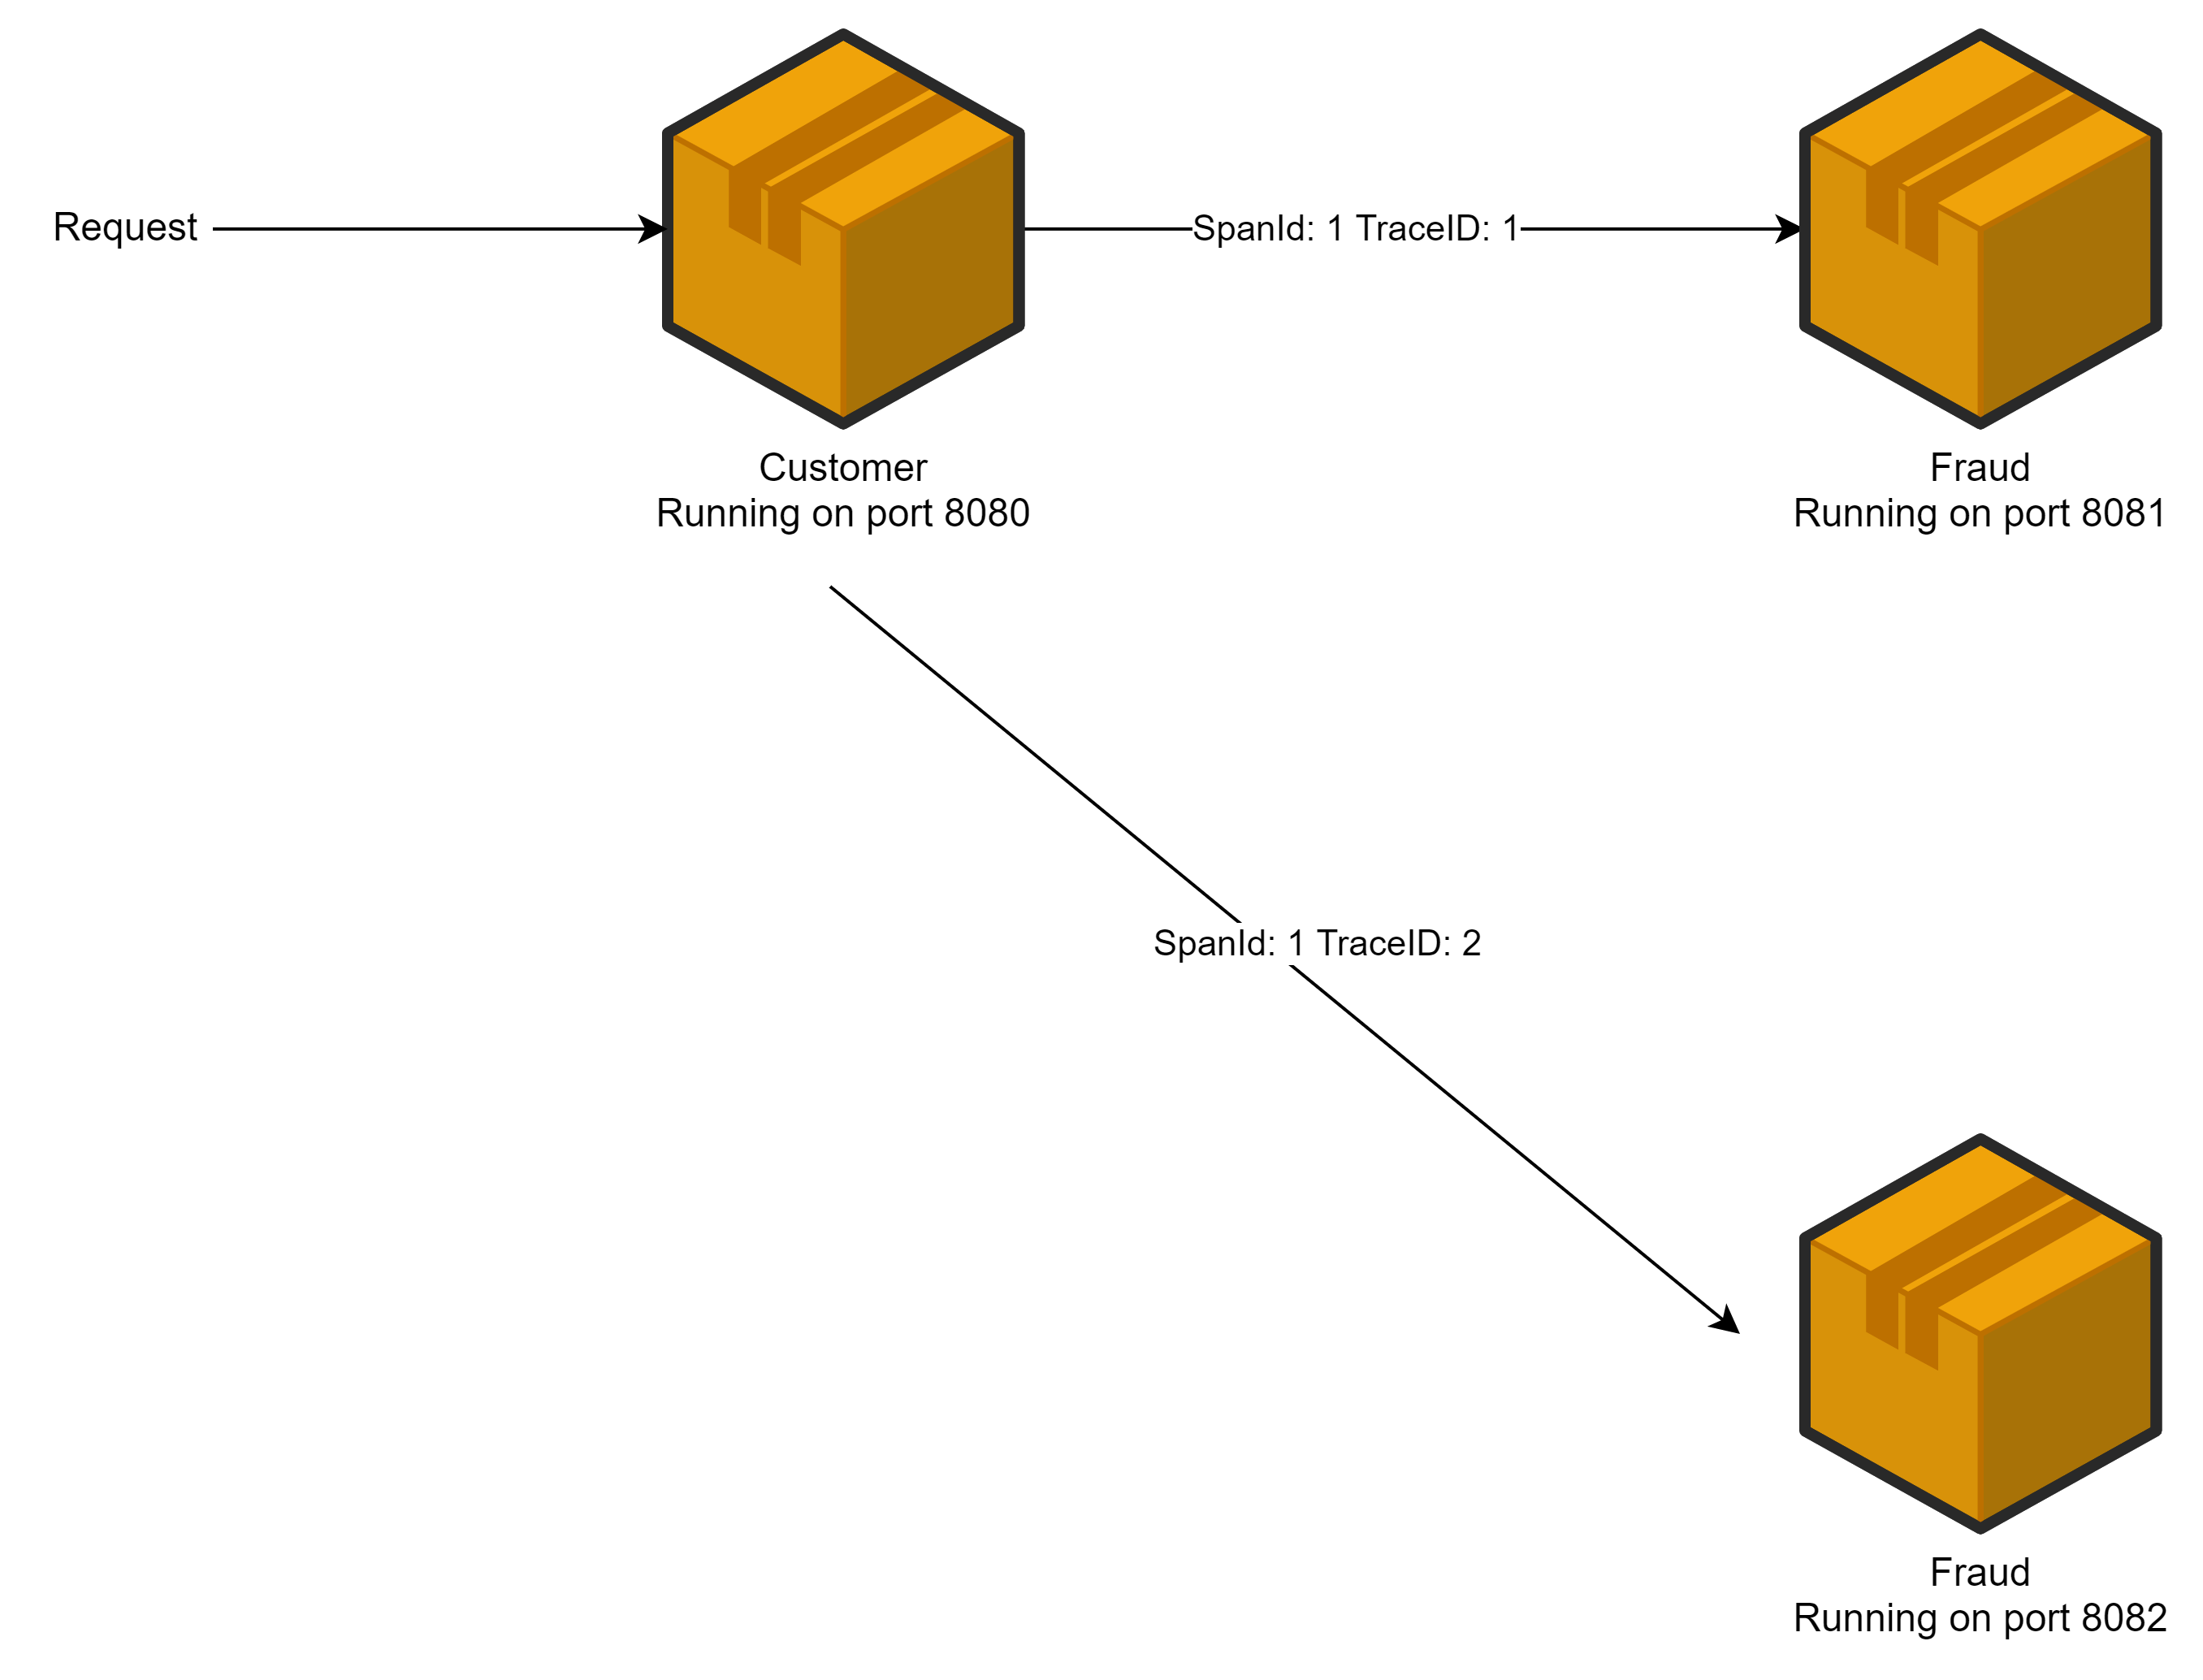 Request
SpanId: 1 TraceID: 1
Customer
Running on port 8080
Fraud
Running on port 8081
SpanId: 1 TraceID: 2
Fraud
Running on port 8082